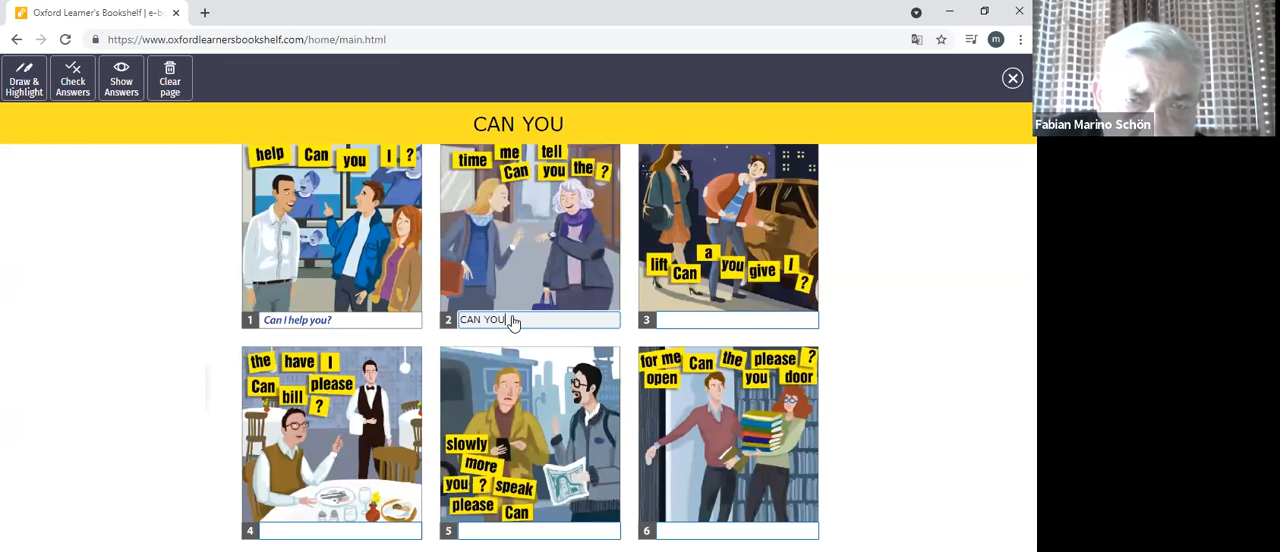 Oxford Learner's Bookshelf | e-bo
https://www.oxfordlearnersbookshelf.com/home/main.html
m
Draw & Highlight
Check Answers
Show Answers
Clear page
Fabian Marino Schön
CAN YOU
help Can you I ?
time me tell
Can you the ?
lift Can a you give I ?
1 Can I help you?
2 CAN YOU
3
the have I
Can bill please
?
slowly
more
you ? speak
please Can
for me Can the please ?
open you door
4
5
6